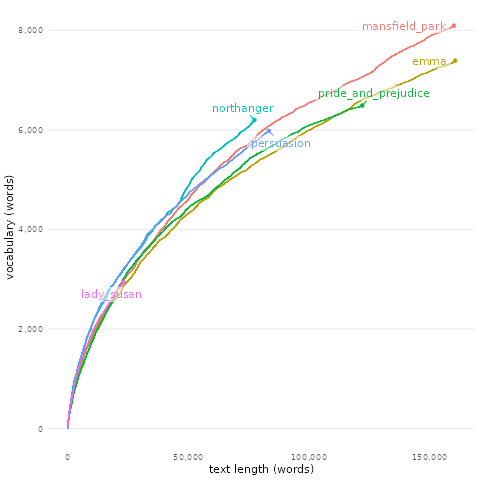 8,000
mansfield_park
emma
pride_and_prejudice
northanger
6,000
persuasion
4,000
lady_susan
2,000
0
vocabulary (words)
0 50,000 100,000 150,000
text length (words)